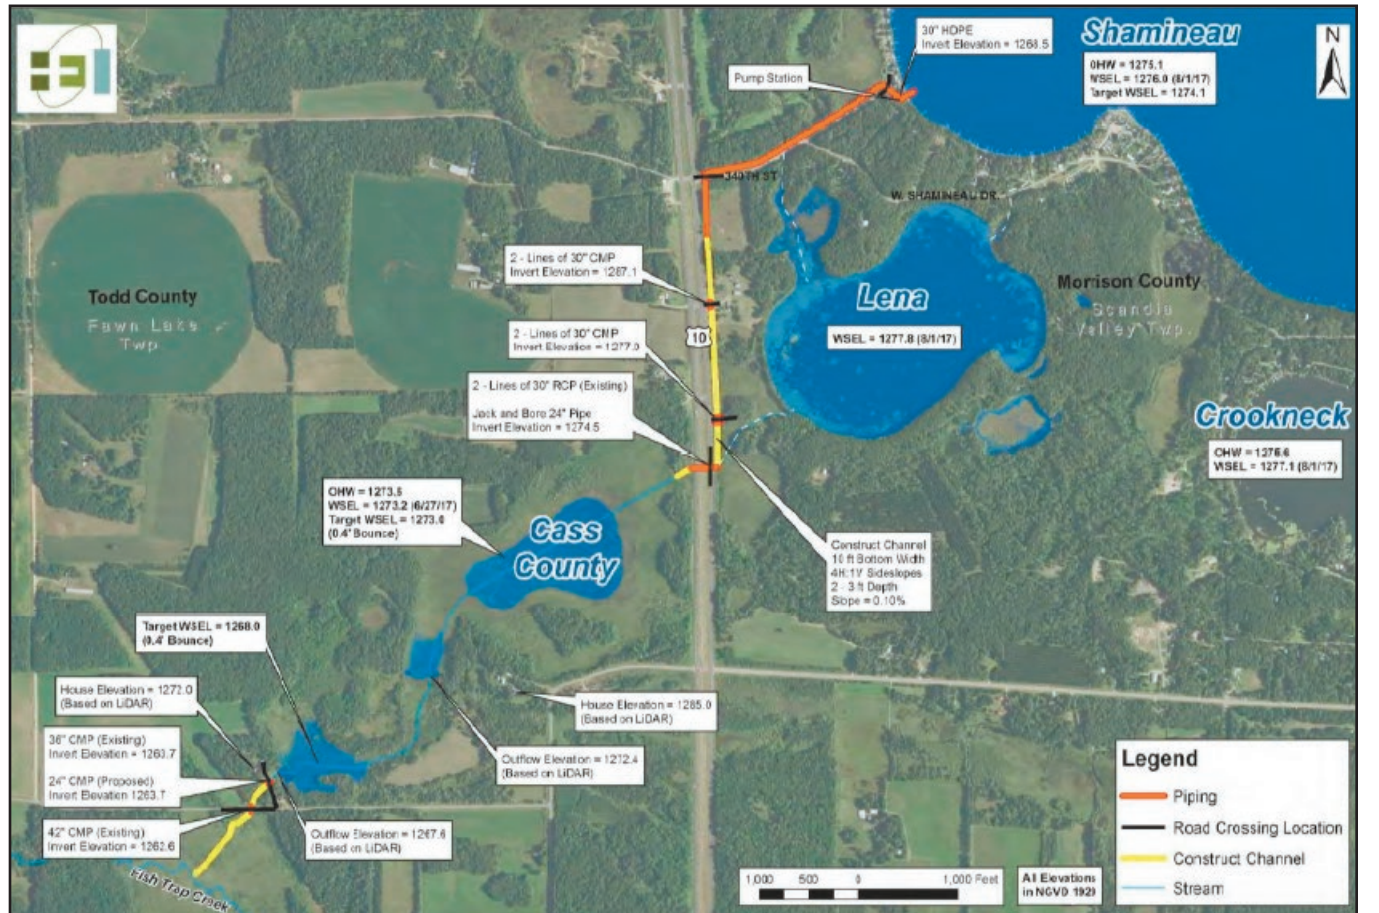 Shamineau
OHW = 1275.1
WSEL = 1276.0 (8/1/17)
Target WSEL = 1274.1
N
30" HDPE
Invert Elevation = 1268.5
Pump Station
340TH ST
W. SHAMINEAU DR.
2 - Lines of 30" CMP
Invert Elevation = 1287.1
Todd County
Fawn Lake
Twp
Lena
WSEL = 1277.8 (8/1/17)
Morrison County
Scandia
Valley Twp.
10
2 - Lines of 30" CMP
Invert Elevation = 1277.0
2 - Lines of 30" RCP (Existing)
Jack and Bore 24" Pipe
Invert Elevation = 1274.5
Crookneck
OHW = 1276.6
WSEL = 1277.1 (8/1/17)
OHW = 1273.5
WSEL = 1273.2 (6/27/17)
Target WSEL = 1273.0
(0.4' Bounce)
Cass
County
Construct Channel
10 ft Bottom Width
4H:1V Sideslopes
2 - 3 ft Depth
Slope = 0.10%
Target WSEL = 1268.0
(0.4' Bounce)
House Elevation = 1272.0
(Based on LiDAR)
House Elevation = 1285.0
(Based on LiDAR)
36" CMP (Existing)
Invert Elevation = 1263.7
24" CMP (Proposed)
Invert Elevation 1263.7
Outflow Elevation = 1272.4
(Based on LiDAR)
42" CMP (Existing)
Invert Elevation = 1262.6
Outflow Elevation = 1267.6
(Based on LiDAR)
Fish Trap Creek
Legend
Piping
Road Crossing Location
Construct Channel
Stream
1,000 500 0 1,000 Feet
All Elevations
in NGVD 1929